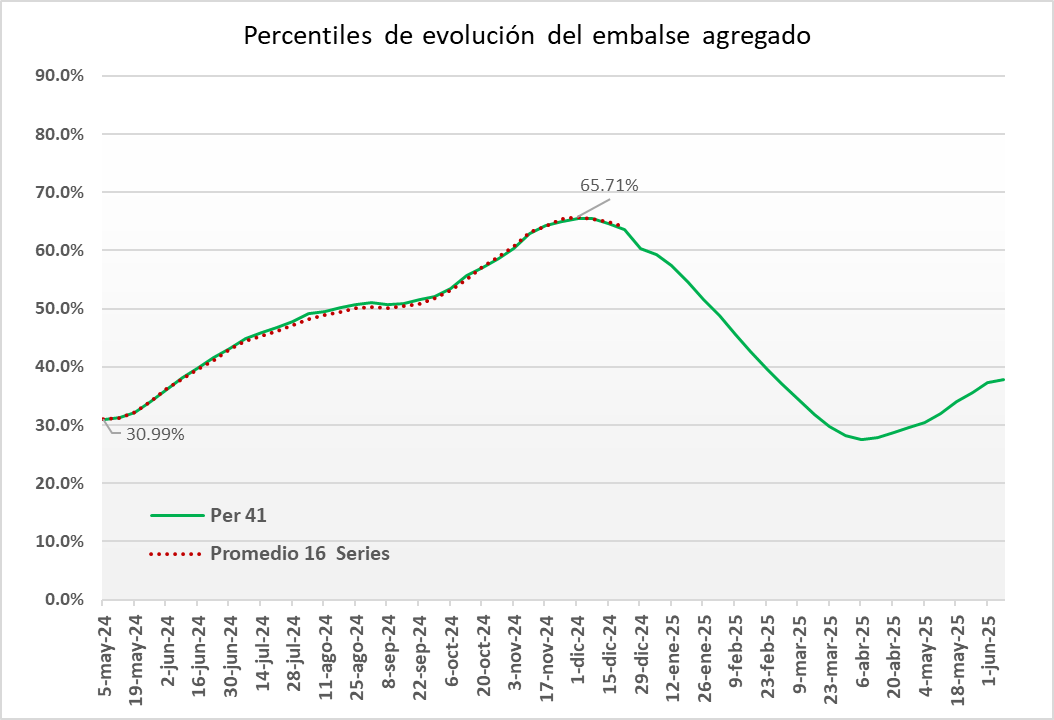 Percentiles de evolución del embalse agregado
90.0%
80.0%
70.0%
60.0%
50.0%
40.0%
30.0%
20.0%
10.0%
0.0%
65.71%
30.99%
Per 41
Promedio 16 Series
5-may-24
19-may-24
2-jun-24
16-jun-24
30-jun-24
14-jul-24
28-jul-24
11-ago-24
25-ago-24
8-sep-24
22-sep-24
6-oct-24
20-oct-24
3-nov-24
17-nov-24
1-dic-24
15-dic-24
29-dic-24
12-ene-25
26-ene-25
9-feb-25
23-feb-25
9-mar-25
23-mar-25
6-abr-25
20-abr-25
4-may-25
18-may-25
1-jun-25